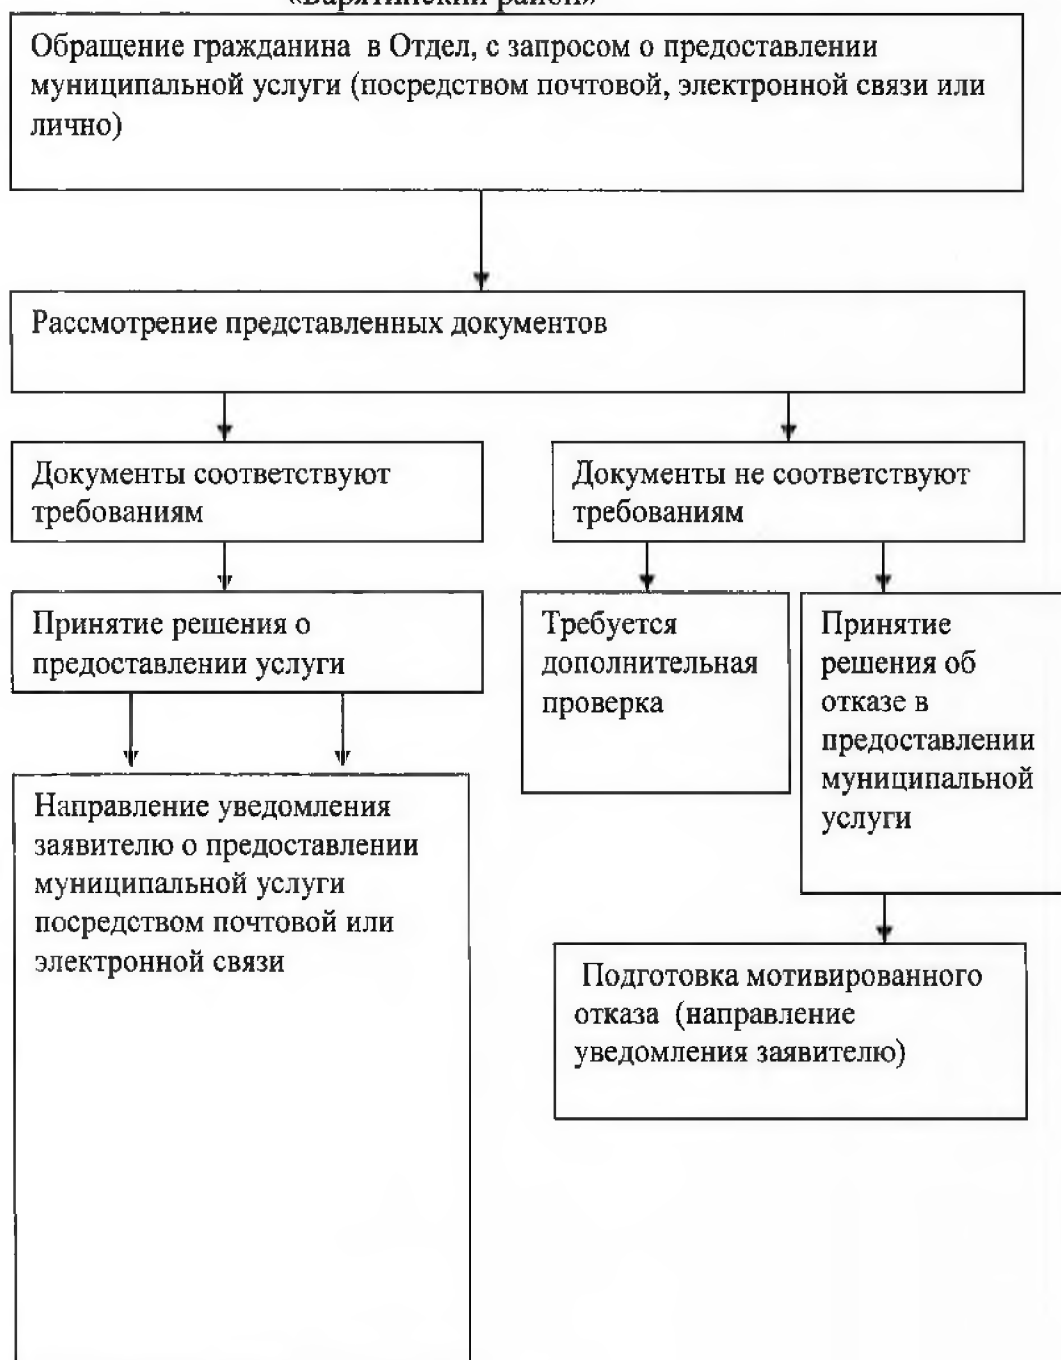 «Барятинский район»
Обращение гражданина в Отдел, с запросом о предоставлении
муниципальной услуги (посредством почтовой, электронной связи или
лично)
Рассмотрение представленных документов
Документы соответствуют
требованиям
Документы не соответствуют
требованиям
Принятие решения о
предоставлении услуги
Требуется
дополнительная
проверка
Принятие
решения об
отказе в
предоставлении
муниципальной
услуги
Направление уведомления
заявителю о предоставлении
муниципальной услуги
посредством почтовой или
электронной связи
Подготовка мотивированного
отказа (направление
уведомления заявителю)